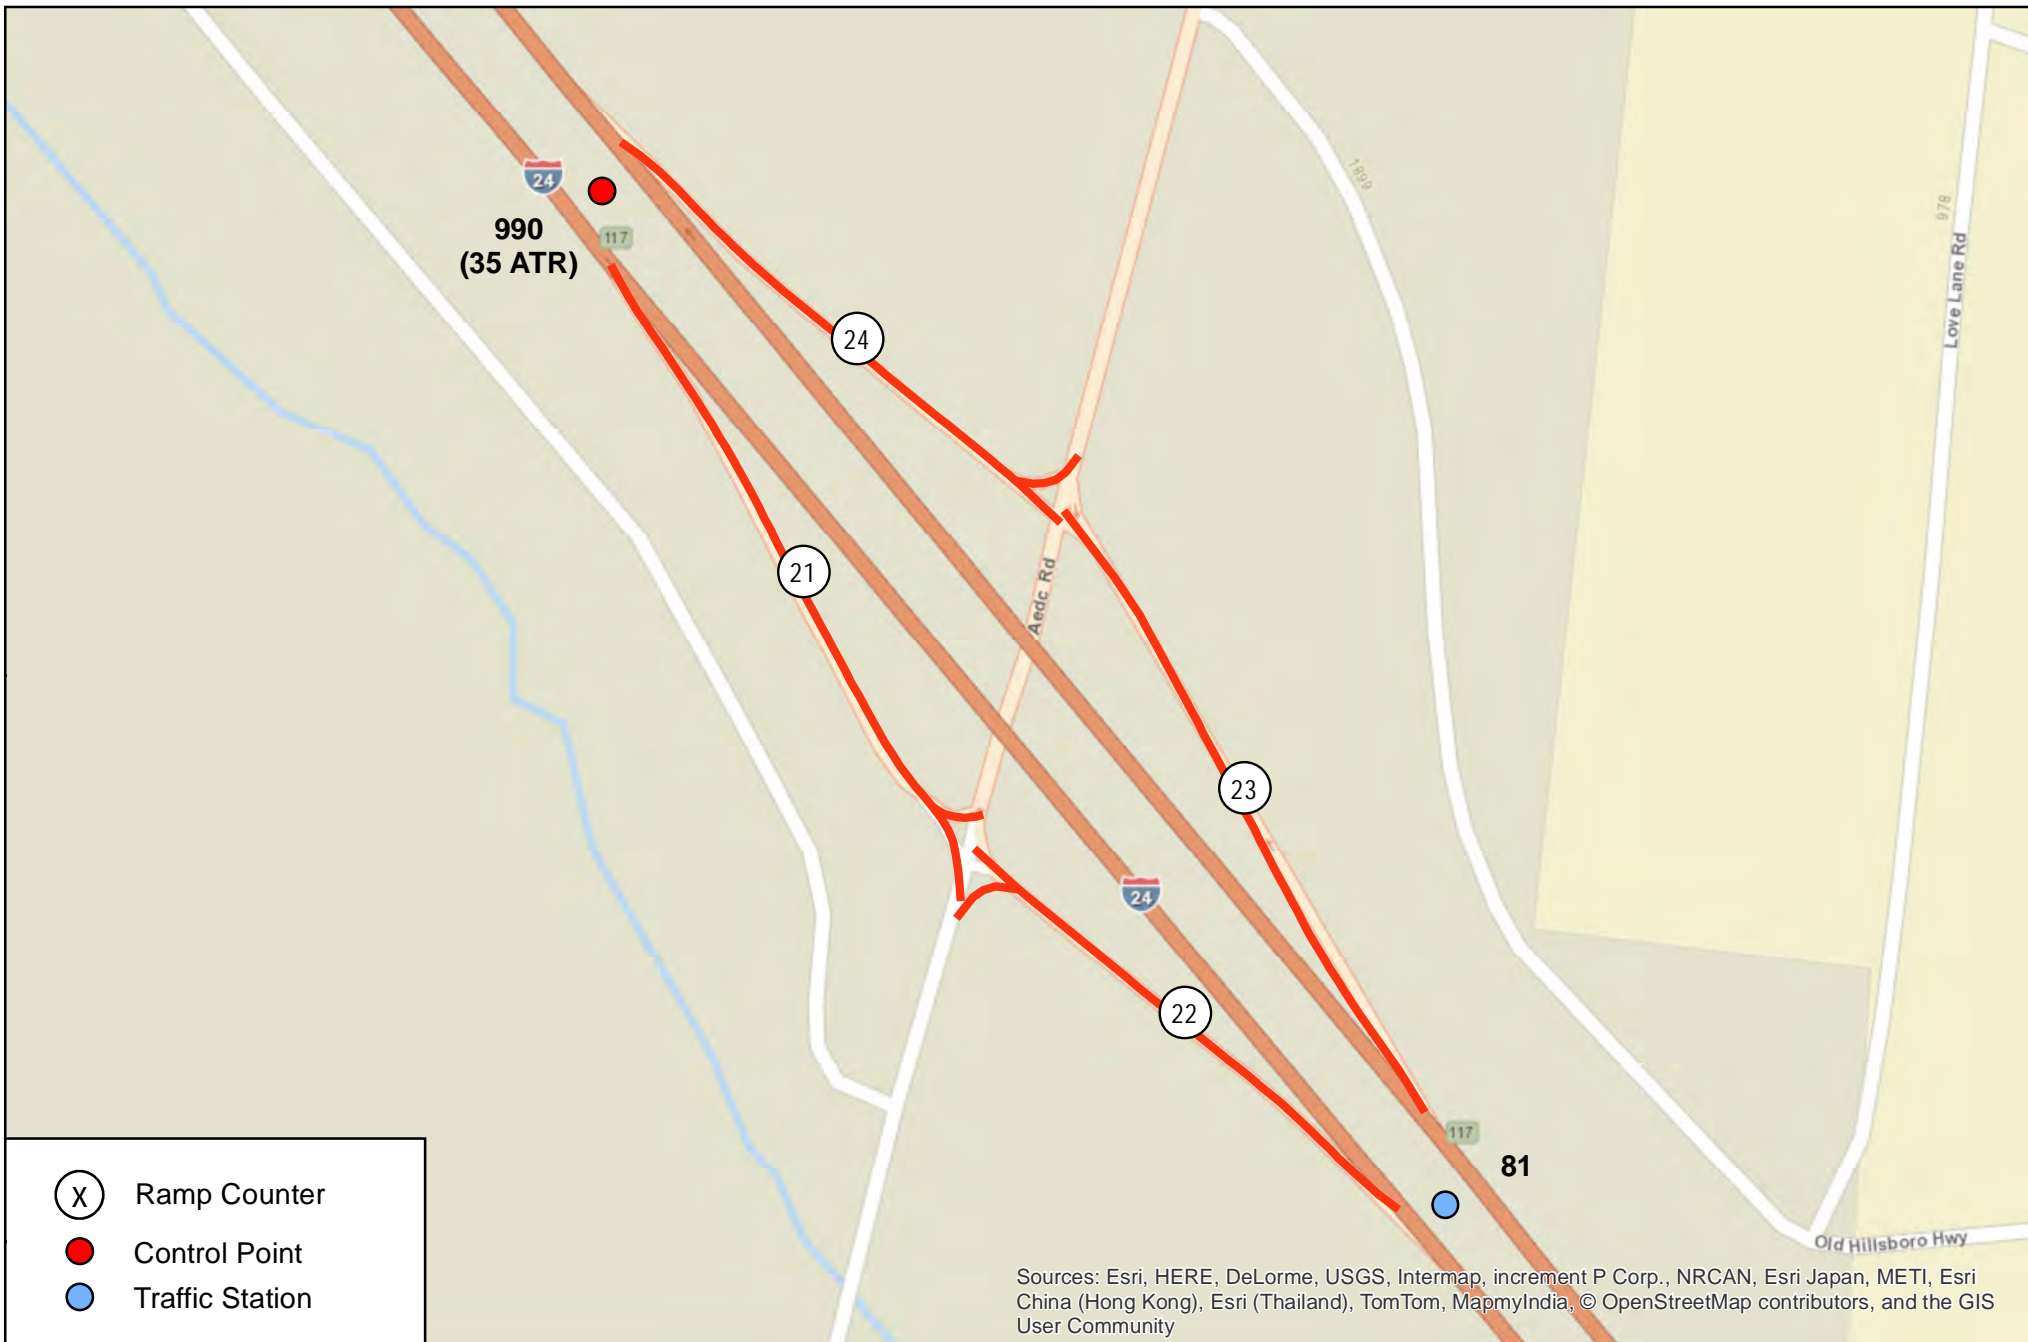 1899
978
Love Lane Rd
24
990
(35 ATR)
117
24
21
Aedc Rd
23
24
22
117
81
Old Hillsboro Hwy
X Ramp Counter
Control Point
Traffic Station
Sources: Esri, HERE, DeLorme, USGS, Intermap, increment P Corp., NRCAN, Esri Japan, METI, Esri
China (Hong Kong), Esri (Thailand), TomTom, MapmyIndia, © OpenStreetMap contributors, and the GIS
User Community